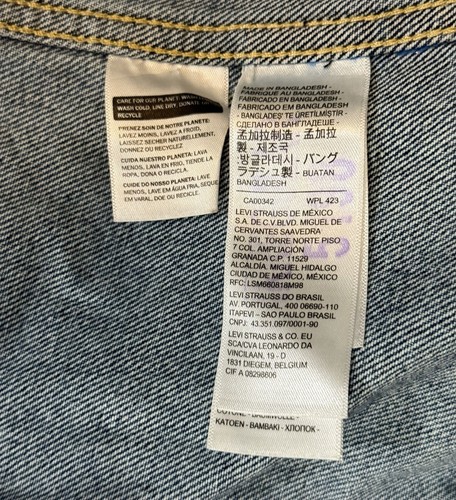 CARE FOR OUR PLANET: WASH
WASH COLD, LINE DRY, DONATE
RECYCLE
PRENEZ SOIN DE NOTRE PLANETE:
LAVEZ MOINS, LAVEZ A FROID,
LAISSEZ SECHER NATURELLEMENT,
DONNEZ OU RECYCLEZ
CUIDA NUESTRO PLANETA: LAVA
MENOS, LAVA EN FRIO, TIENDE LA
ROPA, DONA O RECICLA.
CUIDE DO NOSSO PLANETA: LAVE
MENOS, LAVE EM ÁGUA FRIA, SEQUE
EM VARAL, DOE OU RECICLE.
MADE IN BANGLADESH -
FABRIQUE AU BANGLADESH -
FABRICADO EN BANGLADESH -
FABRICADO EM BANGLADESH
- BANGLADEŞ'TE ÜRETİLMİŞTİR -
СДЕЛАНО В БАНГЛАДЕШЕ -
孟加拉制造 - 孟加拉
製 - 제조국
:방글라데시 - バング
ラデシュ製 - BUATAN
BANGLADESH
CA00342 WPL 423
LEVI STRAUSS DE MÉXICO
S.A. DE C.V.BLVD. MIGUEL DE
CERVANTES SAAVEDRA
NO. 301, TORRE NORTE PISO
7 COL. AMPLIACIÓN
GRANADA C.P. 11529
ALCALDÍA. MIGUEL HIDALGO
CIUDAD DE MÉXICO, MÉXICO
RFC: LSM660818M98
LEVI STRAUSS DO BRASIL
AV. PORTUGAL, 400 06690-110
ITAPEVI – SAO PAULO BRASIL
CNPJ: 43.351.097/0001-90
LEVI STRAUSS & CO. EU
SCA/CVA LEONARDO DA
VINCILAAN, 19 - D
1831 DIEGEM, BELGIUM
CIF A 08298606
COTONE - BAUMWOLLE -
KATOEN - BAMBAKI - ХЛОПОК -